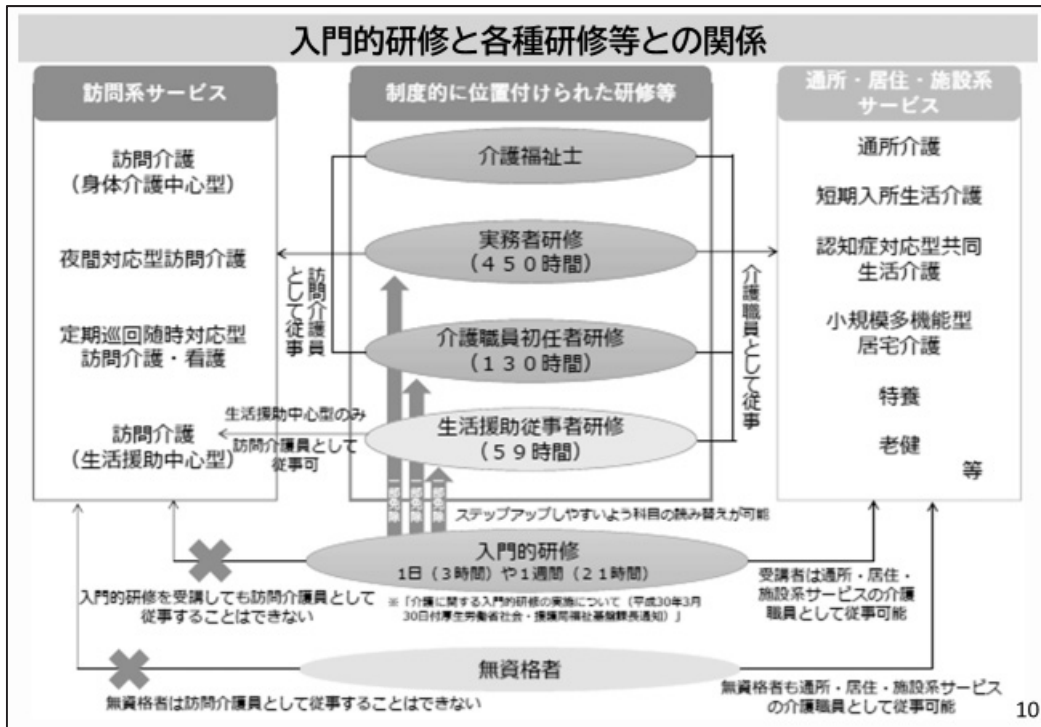 入門的研修と各種研修等との関係
訪問系サービス
訪問介護
（身体介護中心型）
夜間対応型訪問介護
定期巡回随時対応型
訪問介護・看護
訪問介護
（生活援助中心型）
制度的に位置付けられた研修等
介護福祉士
実務者研修
（４５０時間）
介護職員初任者研修
（１３０時間）
生活援助従事者研修
（５９時間）
訪問介護員
として従事
介護職員として従事
生活援助中心型のみ
訪問介護員として
従事可
通所・居住・施設系
サービス
通所介護
短期入所生活介護
認知症対応型共同
生活介護
小規模多機能型
居宅介護
特養
老健
等
一部免除
一部免除
一部免除
ステップアップしやすいよう科目の読み替えが可能
入門的研修
1日（３時間）や１週間（２１時間）
※「介護に関する入門的研修の実施について（平成30年3月
30日付厚生労働省社会・援護局福祉基盤課長通知）」
入門的研修を受講しても訪問介護員として
従事することはできない
受講者は通所・居住・
施設系サービスの介護
職員として従事可能
無資格者
無資格者は訪問介護員として従事することはできない
無資格者も通所・居住・施設系サービス
の介護職員として従事可能
10